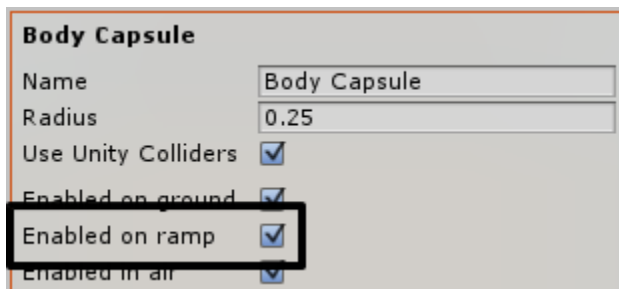 Body Capsule
Name Body Capsule
Radius 0.25
Use Unity Colliders
Enabled on ground
Enabled on ramp
Enabled in air